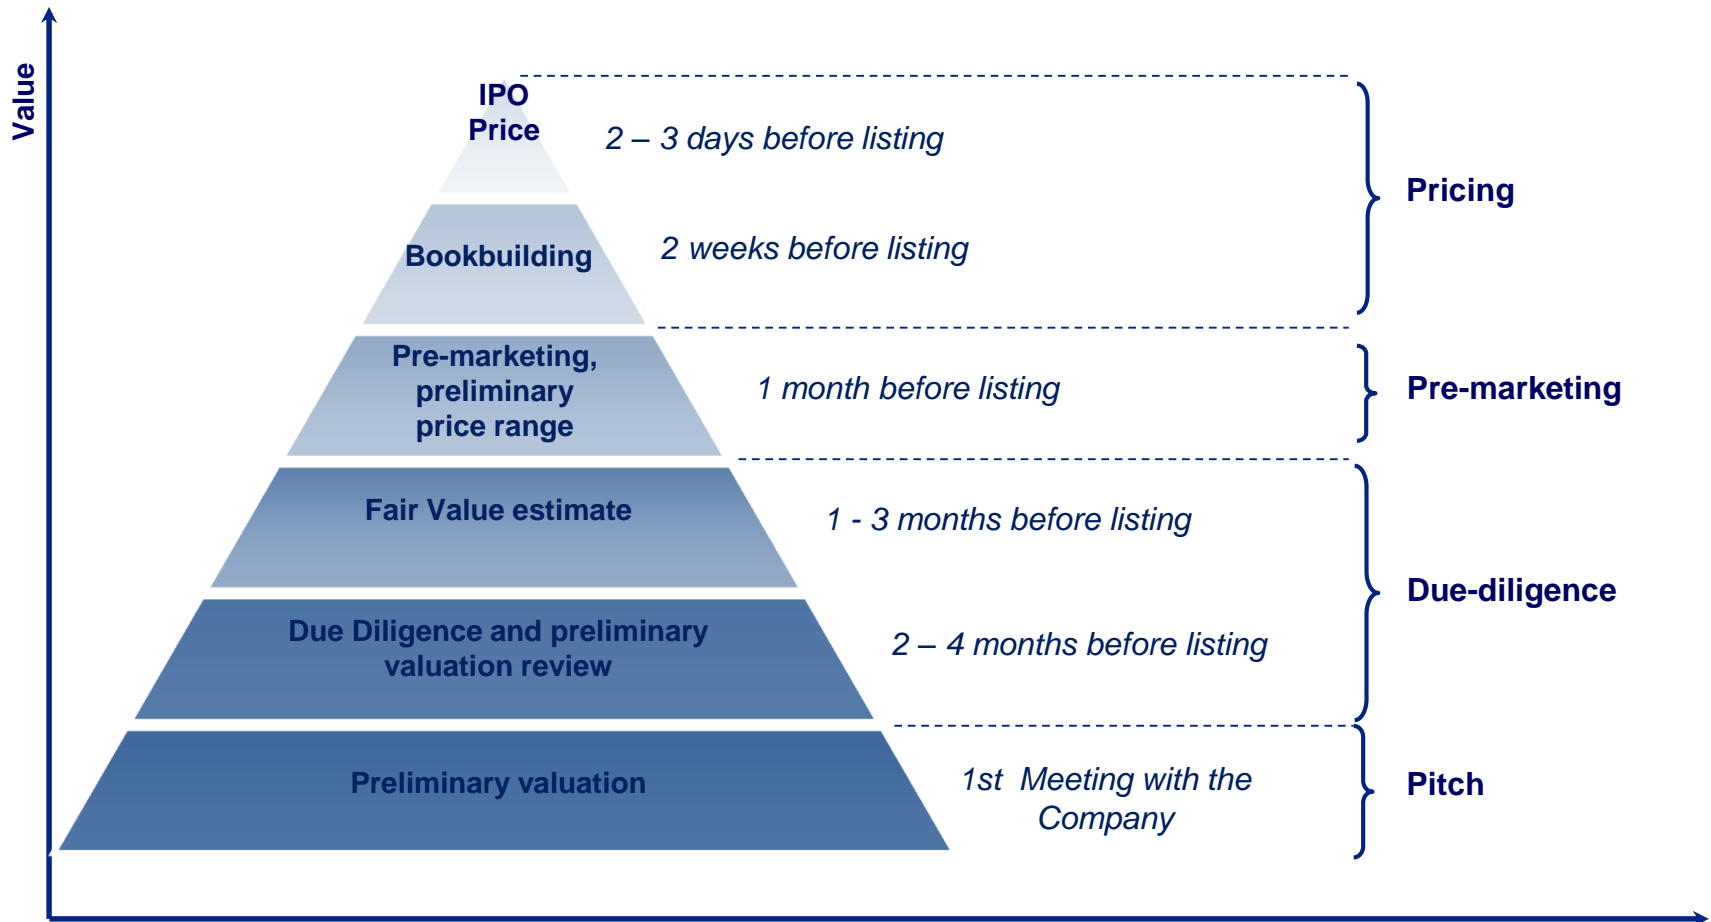 Value
IPO
Price
2 – 3 days before listing
Pricing
Bookbuilding
2 weeks before listing
Pre-marketing,
preliminary
price range
1 month before listing
Pre-marketing
Fair Value estimate
1 - 3 months before listing
Due-diligence
Due Diligence and preliminary
valuation review
2 – 4 months before listing
Preliminary valuation
1st Meeting with the
Company
Pitch